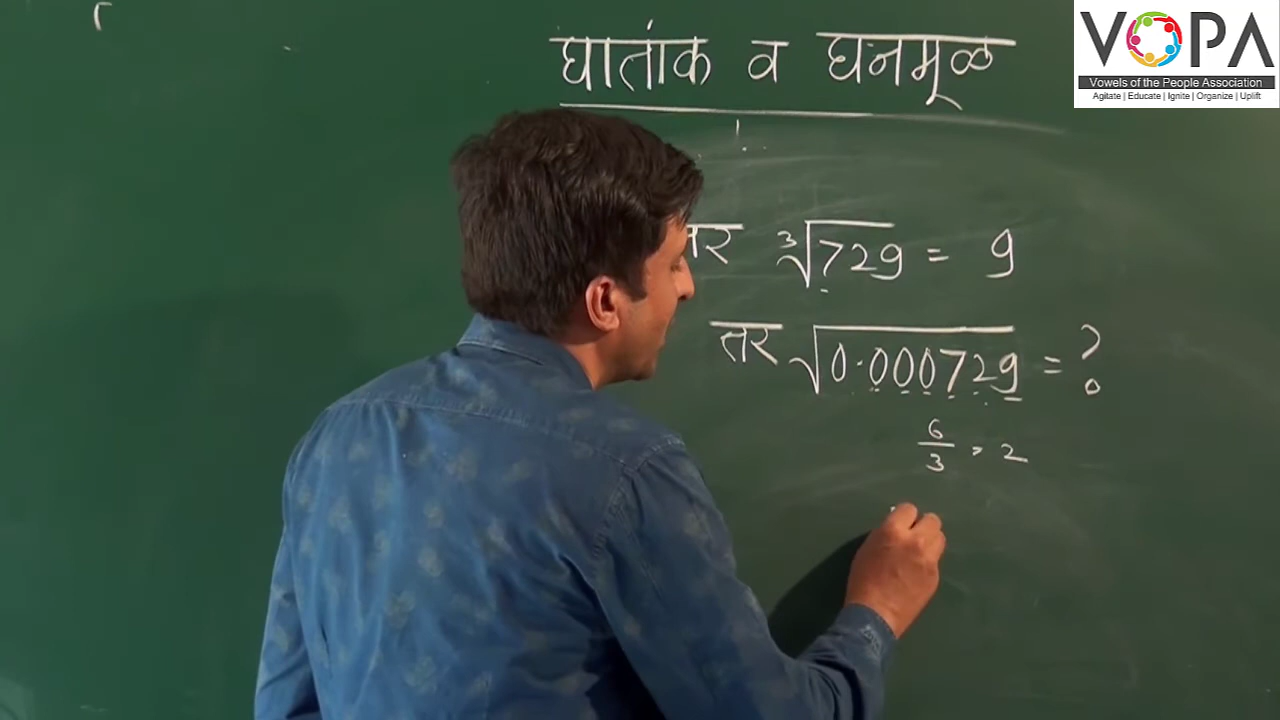 VOPA
Vowels of the People Association
Agitate | Educate | Ignite | Organize | Uplift
घातांक व घनमूळ
तर ∛729 = 9
तर √0.000729 = ?
6/3 = 2